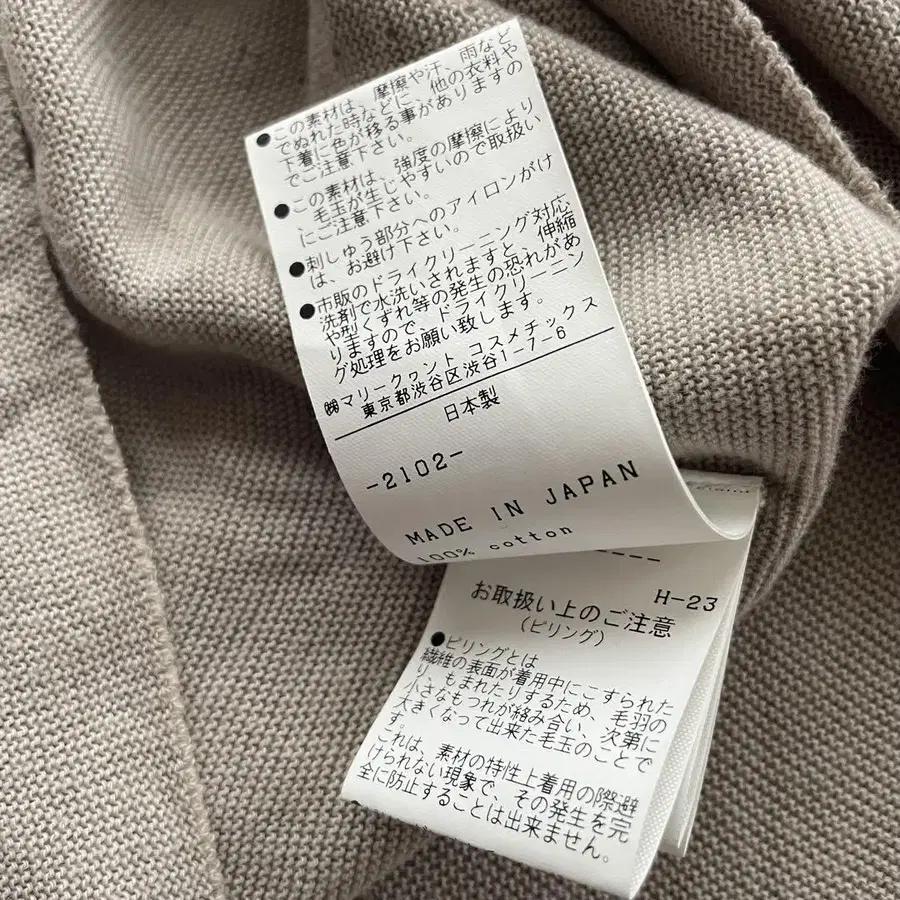 ●この素材は、摩擦や汗、雨など
でぬれた時などに、他の衣料や
下着に色が移る事がありますの
でご注意下さい。
●この素材は、強度の摩擦により
毛玉が生じやすいので取扱い
にご注意下さい。
●刺しゅう部分へのアイロンがけ
は、お避け下さい。
●市販のドライクリーニング対応
洗剤で水洗いされますと、伸縮
や型くずれ等の発生の恐れがあ
りますので、ドライクリーニン
グ処理をお願い致します。
㈱マリークヮント コスメチックス
東京都渋谷区渋谷1-7-6
日本製
-2102-
MADE IN JAPAN
100% cotton
----
H-23
お取扱い上のご注意
(ピリング)
●ピリングとは
繊維の表面が着用中にこすられた
り、もまれたりするため、毛羽の
小さなもつれが絡み合い、次第に
大きくなって出来た毛玉のことで
す。
これは、素材の特性上着用の際避
けられない現象で、その発生を完
全に防止することは出来ません。